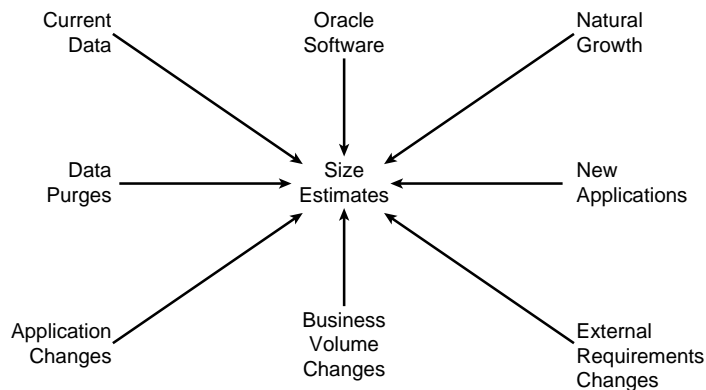 Current
Data
Oracle
Software
Natural
Growth
Data
Purges
Size
Estimates
New
Applications
Application
Changes
Business
Volume
Changes
External
Requirements
Changes